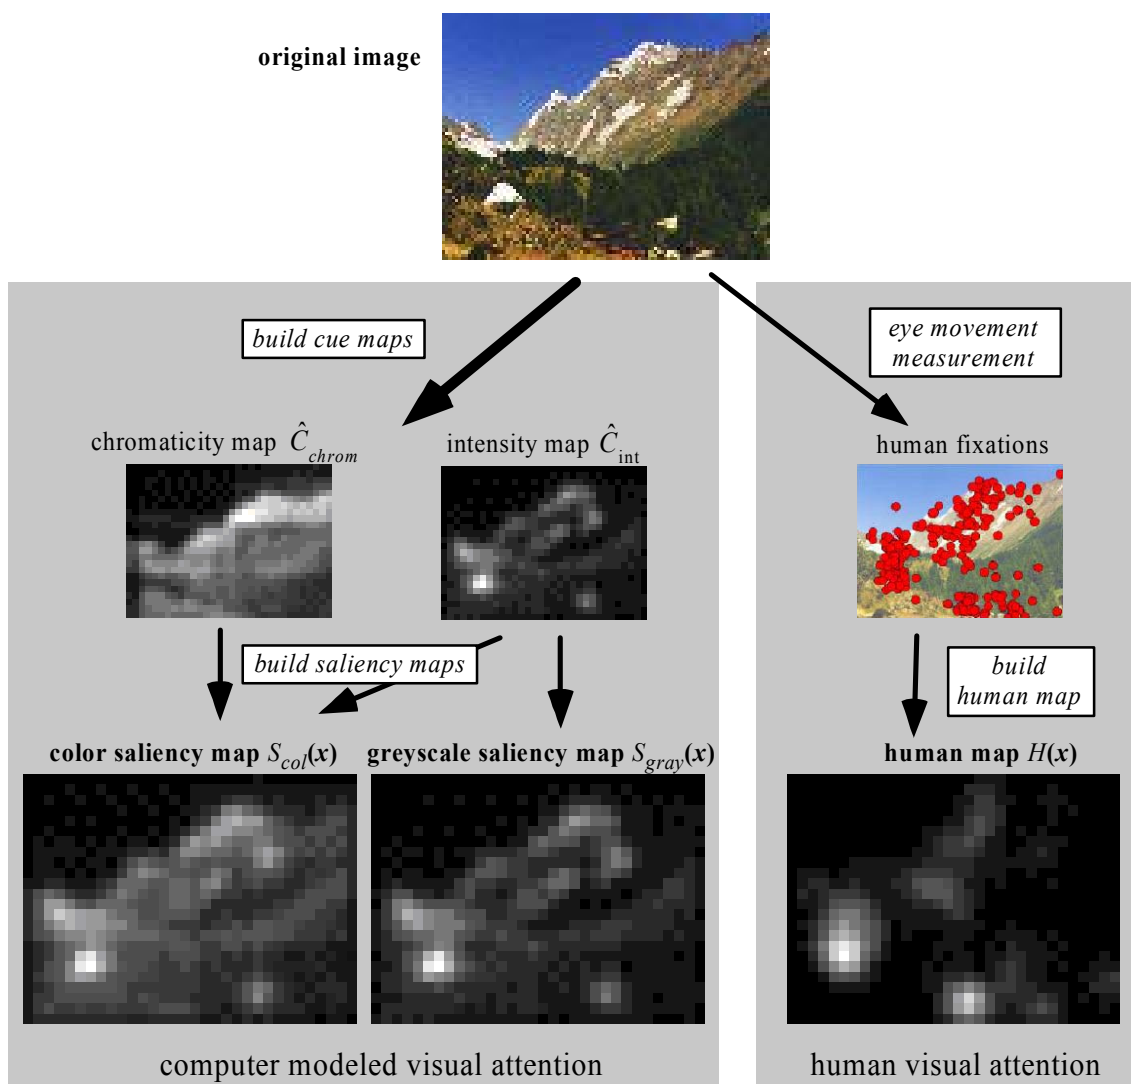 original image
build cue maps
eye movement
measurement
chromaticity map Ĉchrom
intensity map Ĉint
human fixations
build saliency maps
build
human map
color saliency map Scol(x)
greyscale saliency map Sgray(x)
human map H(x)
computer modeled visual attention
human visual attention